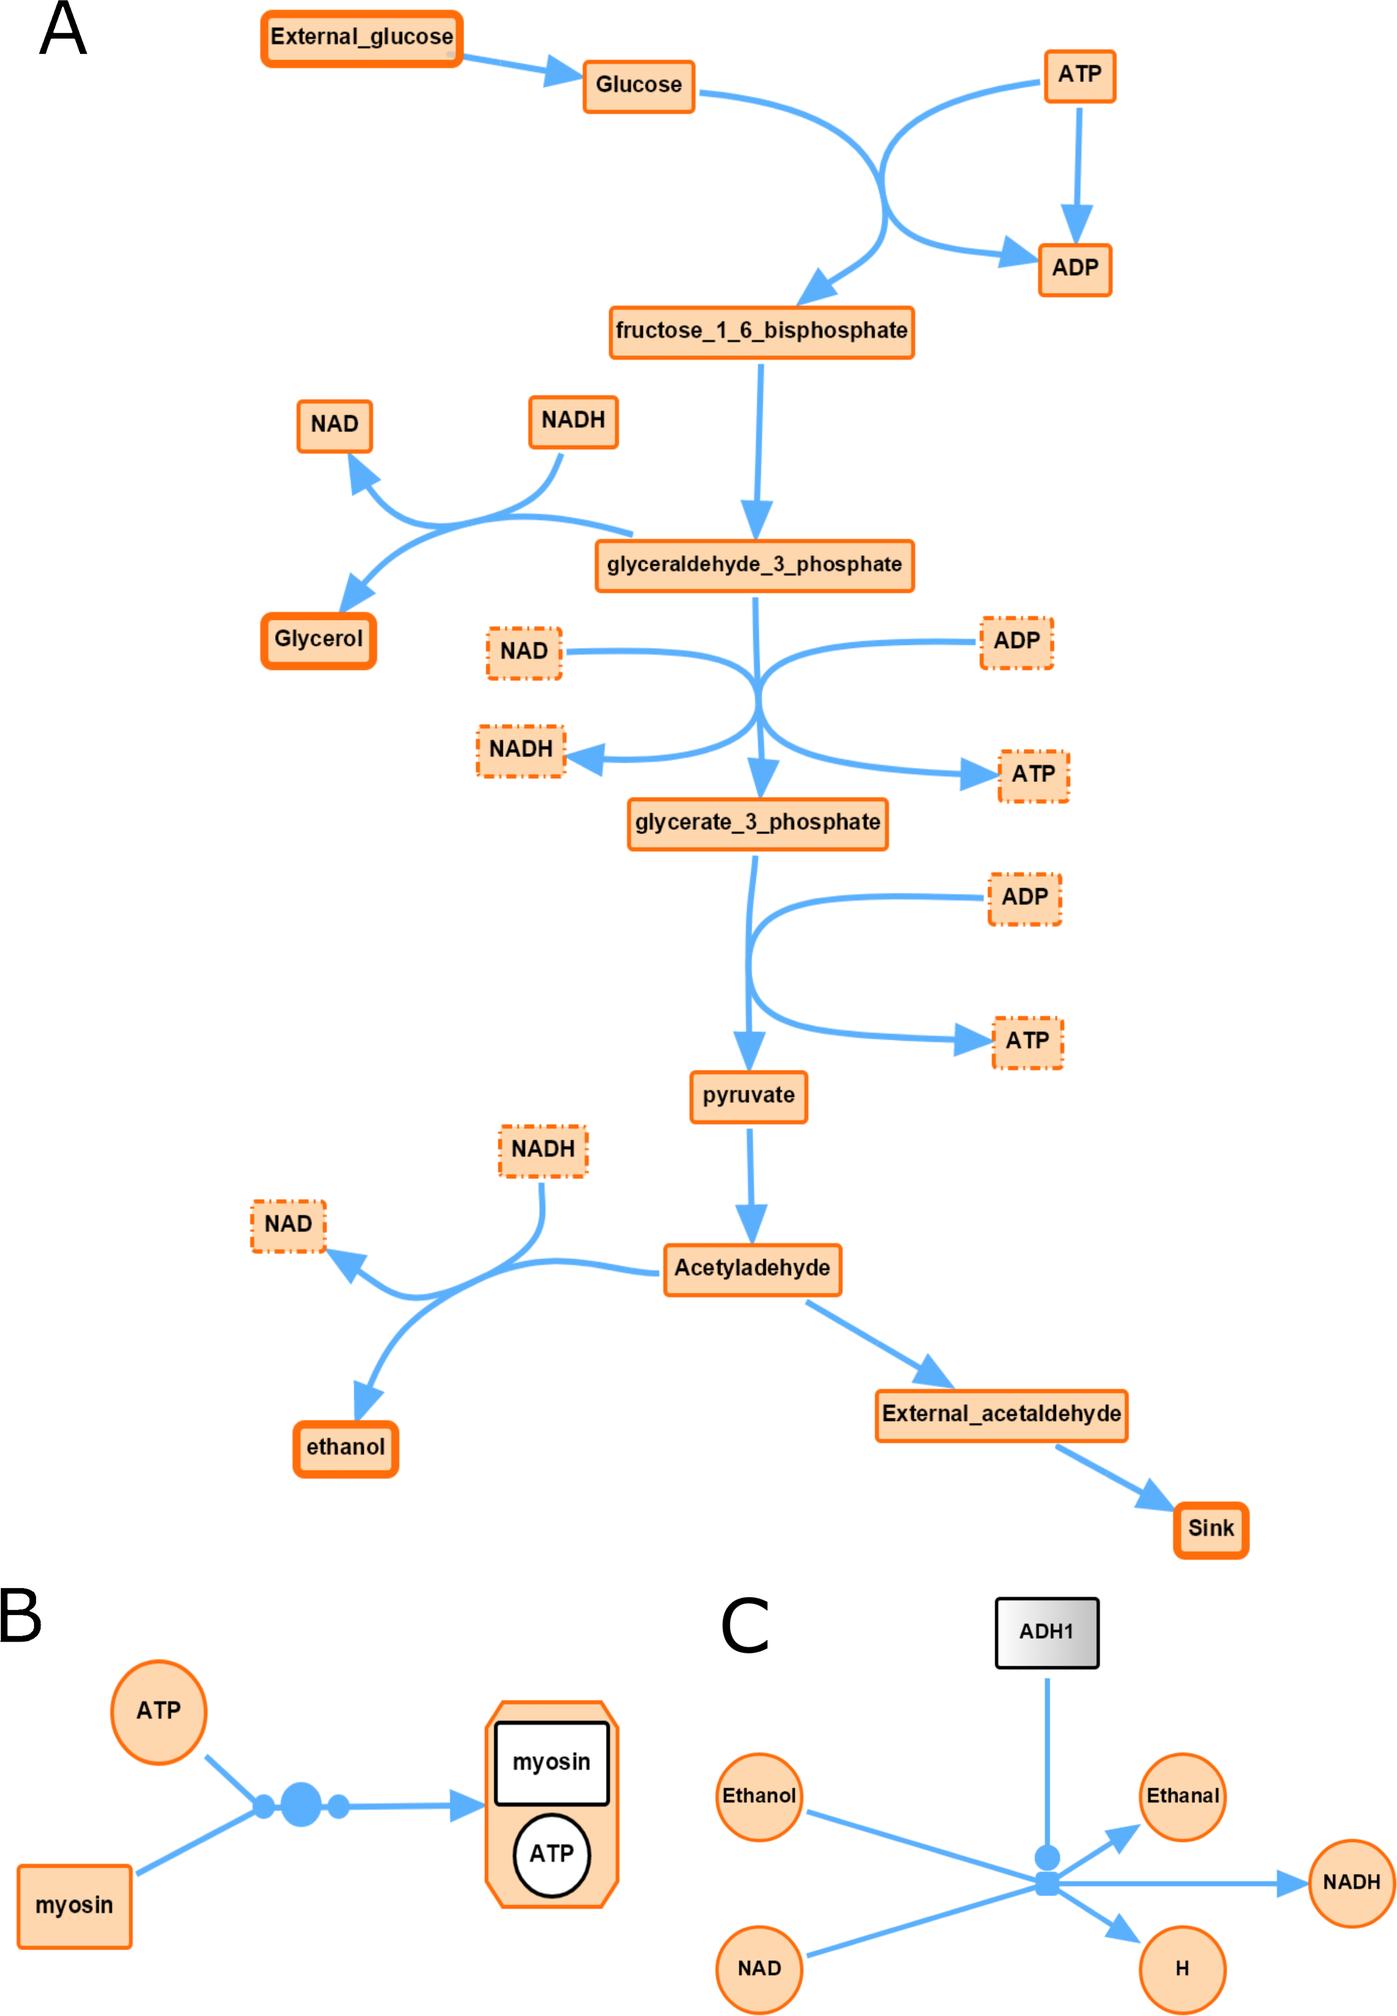 A
External_glucose
Glucose
ATP
ADP
fructose_1_6_bisphosphate
NAD
NADH
glyceraldehyde_3_phosphate
Glycerol
NAD
ADP
NADH
ATP
glycerate_3_phosphate
ADP
ATP
pyruvate
NADH
NAD
Acetyladehyde
External_acetaldehyde
ethanol
Sink
B
ATP
myosin
myosin
ATP
C
ADH1
Ethanol
Ethanal
NADH
NAD
H